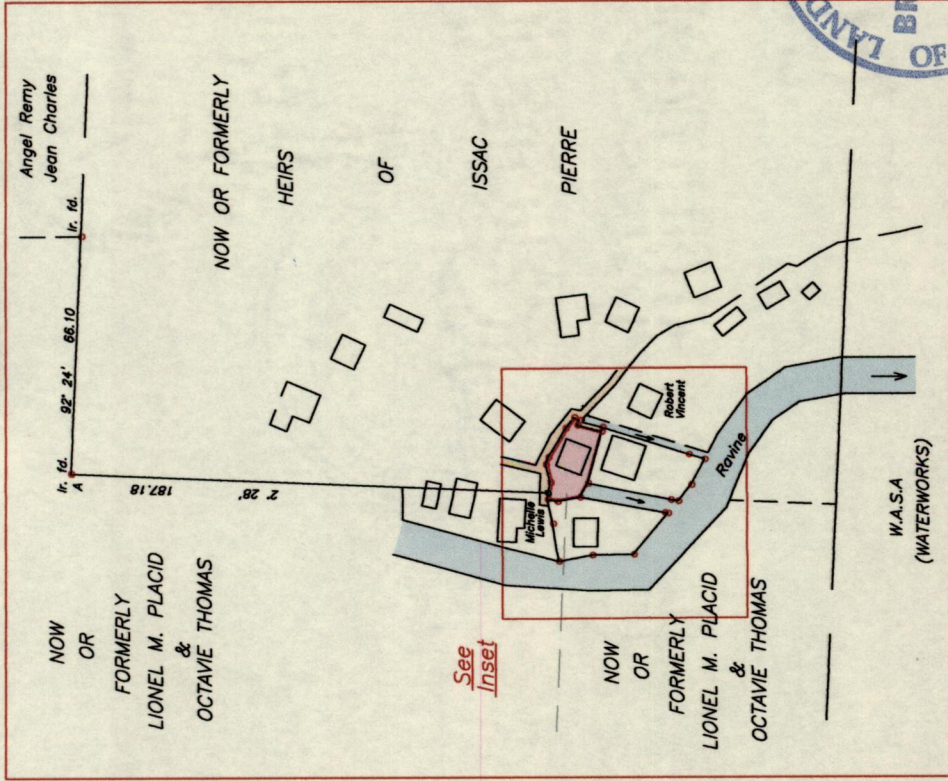 Angel Remy
Jean Charles
Ir. fd.
92° 24' 66.10
Ir. fd.
A
187.18
2° 28'
NOW OR FORMERLY
HEIRS
OF
ISSAC
PIERRE
NOW
OR
FORMERLY
LIONEL M. PLACID
&
OCTAVIE THOMAS
See
Inset
Michelle
Lewis
Robert
Vincent
Ravine
NOW
OR
FORMERLY
LIONEL M. PLACID
&
OCTAVIE THOMAS
W.A.S.A
(WATERWORKS)
LAND
OF
BR